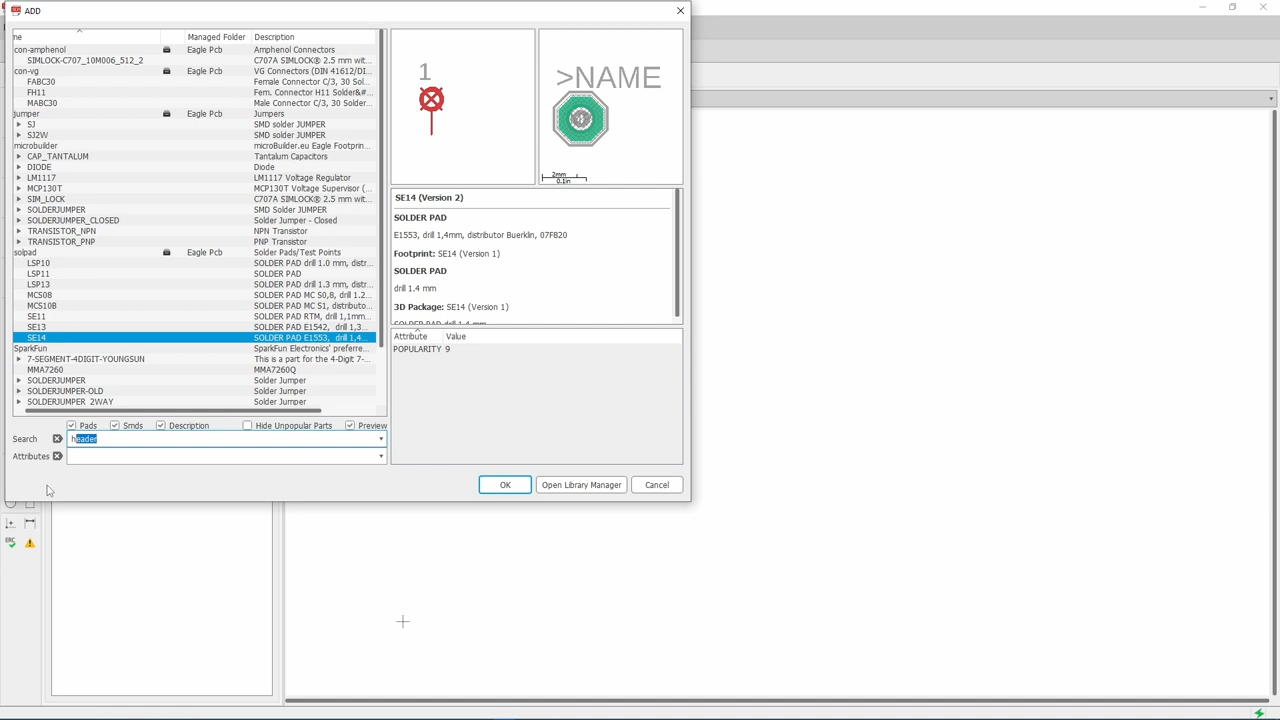 ADD
me Managed Folder Description
con-amphenol Eagle Pcb Amphenol Connectors
SIMLOCK-C707_10M006_512_2 C707A SIMLOCK® 2.5 mm wit...
con-vg Eagle Pcb VG Connectors (DIN 41612/DI...
FABC30 Female Connector C/3, 30 Sol...
FH11 Fem. Connector H11 Solder&#...
MABC30 Male Connector C/3, 30 Sold...
jumper Eagle Pcb Jumpers
SJ SMD solder JUMPER
SJ2W SMD solder JUMPER
microbuilder microBuilder.eu Eagle Footprin...
CAP_TANTALUM Tantalum Capacitors
DIODE Diode
LM1117 LM1117 Voltage Regulator
MCP130T MCP130T Voltage Supervisor (...
SIM_LOCK C707A SIMLOCK® 2.5 mm wit...
SOLDERJUMPER SMD Solder JUMPER
SOLDERJUMPER_CLOSED Solder Jumper - Closed
TRANSISTOR_NPN NPN Transistor
TRANSISTOR_PNP PNP Transistor
solpad Eagle Pcb Solder Pads/Test Points
LSP10 SOLDER PAD drill 1.0 mm, distr...
LSP11 SOLDER PAD
LSP13 SOLDER PAD drill 1.3 mm, distr...
MCS08 SOLDER PAD MC S0,8, drill 1.2...
MCS10B SOLDER PAD MC S1, distributo...
SE11 SOLDER PAD RTM, drill 1,1mm...
SE13 SOLDER PAD E1542, drill 1,3...
SE14 SOLDER PAD E1553, drill 1,4...
SparkFun SparkFun Electronics' preferre...
7-SEGMENT-4DIGIT-YOUNGSUN This is a part for the 4-Digit 7-...
MMA7260 MMA7260Q
SOLDERJUMPER Solder Jumper
SOLDERJUMPER-OLD Solder Jumper
SOLDERJUMPER_2WAY Solder Jumper
1
>NAME
2mm
0.1in
SE14 (Version 2)
SOLDER PAD
E1553, drill 1,4mm, distributor Buerklin, 07F820
Footprint: SE14 (Version 1)
SOLDER PAD
drill 1.4 mm
3D Package: SE14 (Version 1)
SOLDER PAD drill 1.4 mm
Attribute Value
POPULARITY 9
Pads Smds Description Hide Unpopular Parts Preview
Search header
Attributes
OK Open Library Manager Cancel
ERC